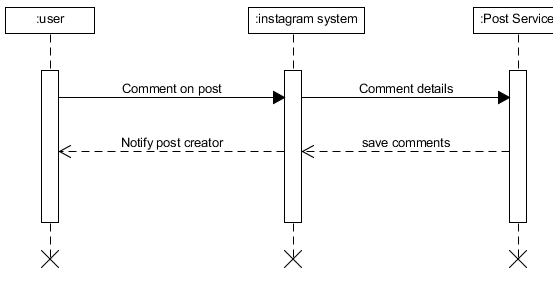 :user
:instagram system
:Post Service
Comment on post
Comment details
Notify post creator
save comments